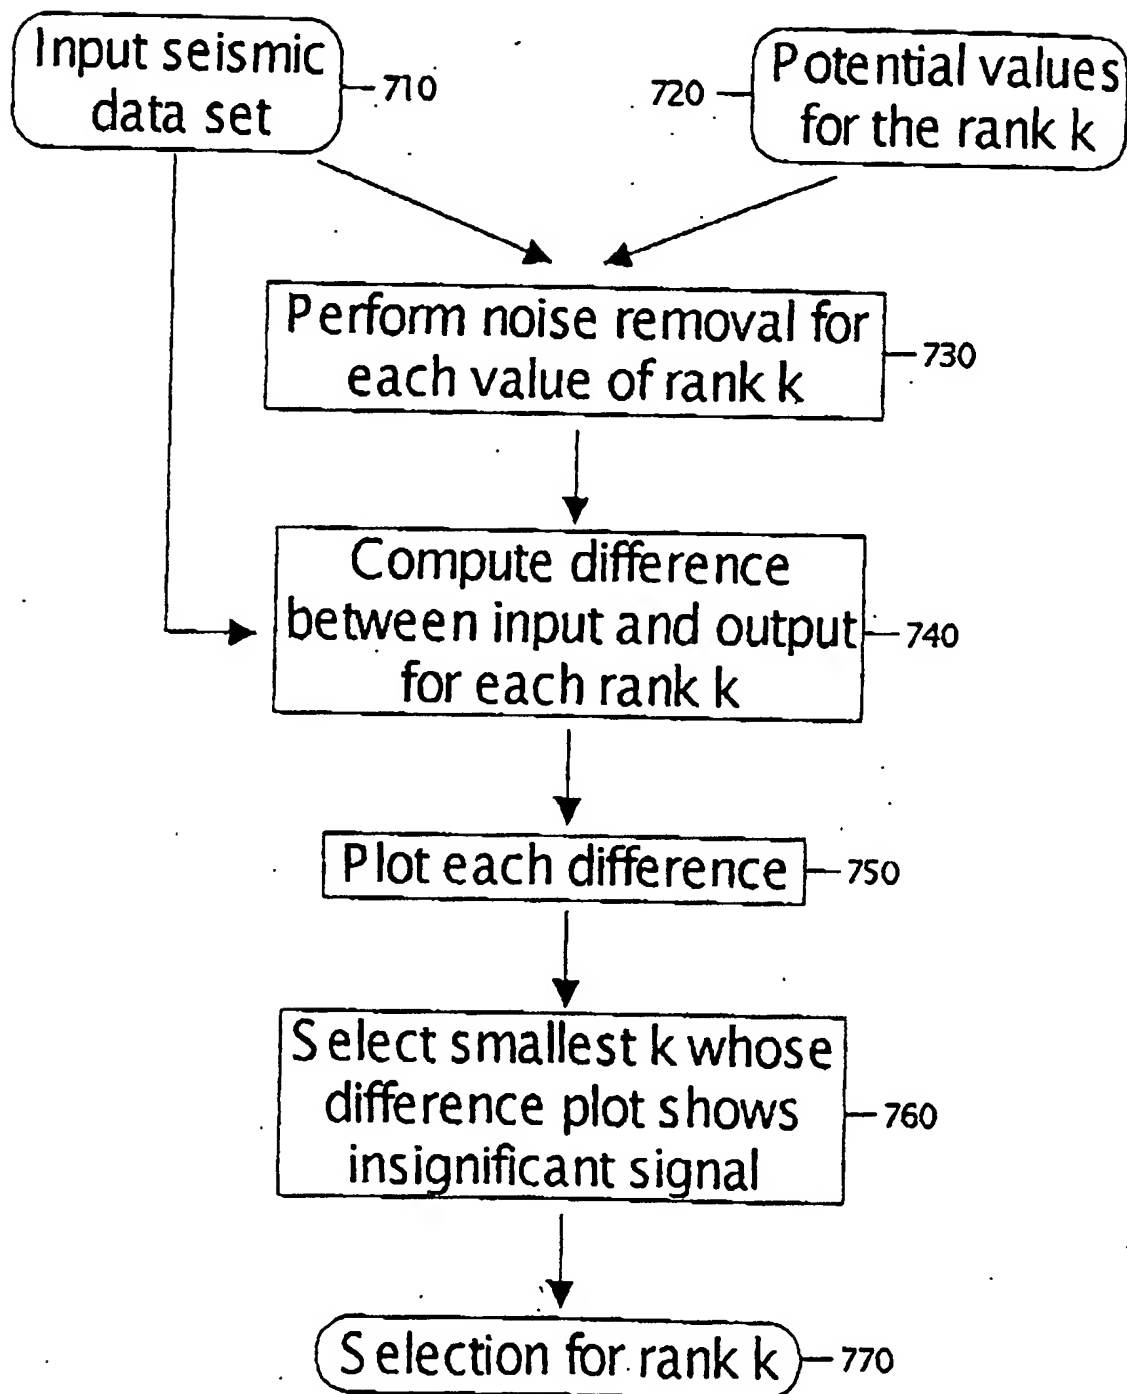 Input seismic
data set
710
720
Potential values
for the rank k
Perform noise removal for
each value of rank k
730
Compute difference
between input and output
for each rank k
740
Plot each difference
750
Select smallest k whose
difference plot shows
insignificant signal
760
Selection for rank k
770